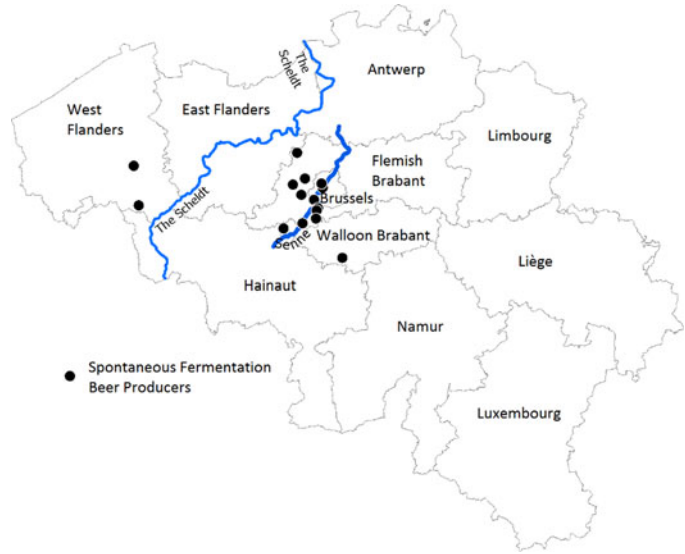 The
Scheldt
Antwerp
West
Flanders
East Flanders
Limbourg
Flemish
Brabant
The Scheldt
Brussels
Senne
Walloon Brabant
Liège
Hainaut
Namur
Spontaneous Fermentation
Beer Producers
Luxembourg